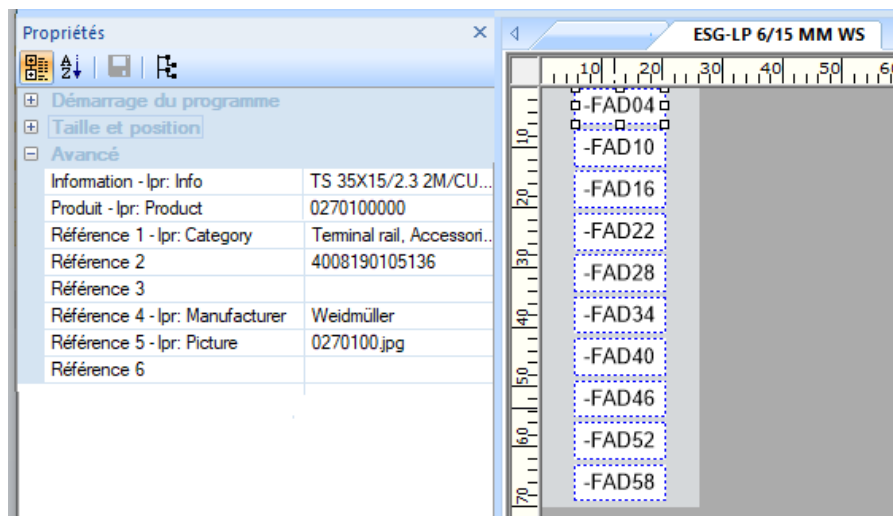 Propriétés
ESG-LP 6/15 MM WS
10 20 30 40 50
Démarrage du programme
Taille et position
Avancé
Information - lpr: Info TS 35X15/2.3 2M/CU...
Produit - lpr: Product 0270100000
Référence 1 - lpr: Category Terminal rail, Accessori...
Référence 2 4008190105136
Référence 3
Référence 4 - lpr: Manufacturer Weidmüller
Référence 5 - lpr: Picture 0270100.jpg
Référence 6
10
20
30
40
50
60
70
-FAD04
-FAD10
-FAD16
-FAD22
-FAD28
-FAD34
-FAD40
-FAD46
-FAD52
-FAD58